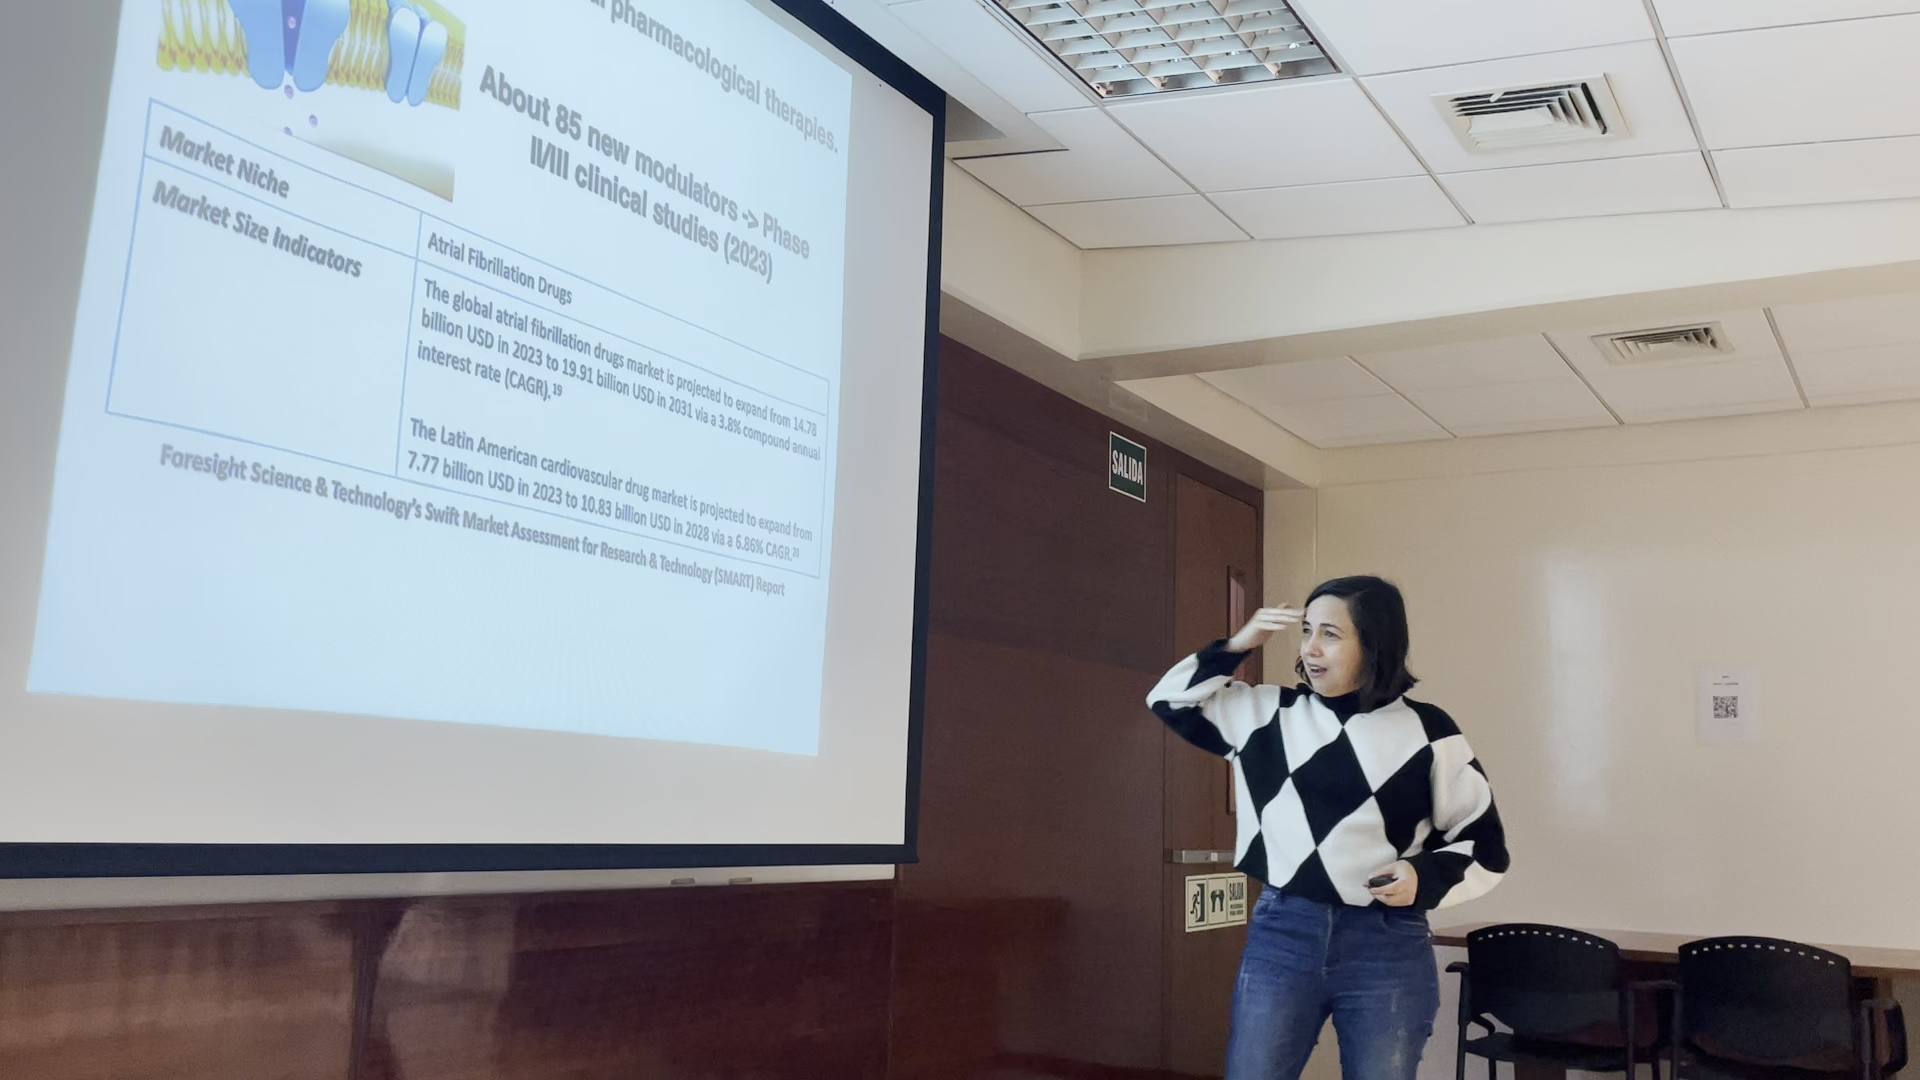 pharmacological therapies.
About 85 new modulators -> Phase
II/III clinical studies (2023)
Market Niche
Atrial Fibrillation Drugs
Market Size Indicators
The global atrial fibrillation drugs market is projected to expand from 14.78
billion USD in 2023 to 19.91 billion USD in 2031 via a 3.8% compound annual
interest rate (CAGR).¹⁹
The Latin American cardiovascular drug market is projected to expand from
7.77 billion USD in 2023 to 10.83 billion USD in 2028 via a 6.86% CAGR.²⁰
Foresight Science & Technology's Swift Market Assessment for Research & Technology (SMART) Report
SALIDA
SALIDA